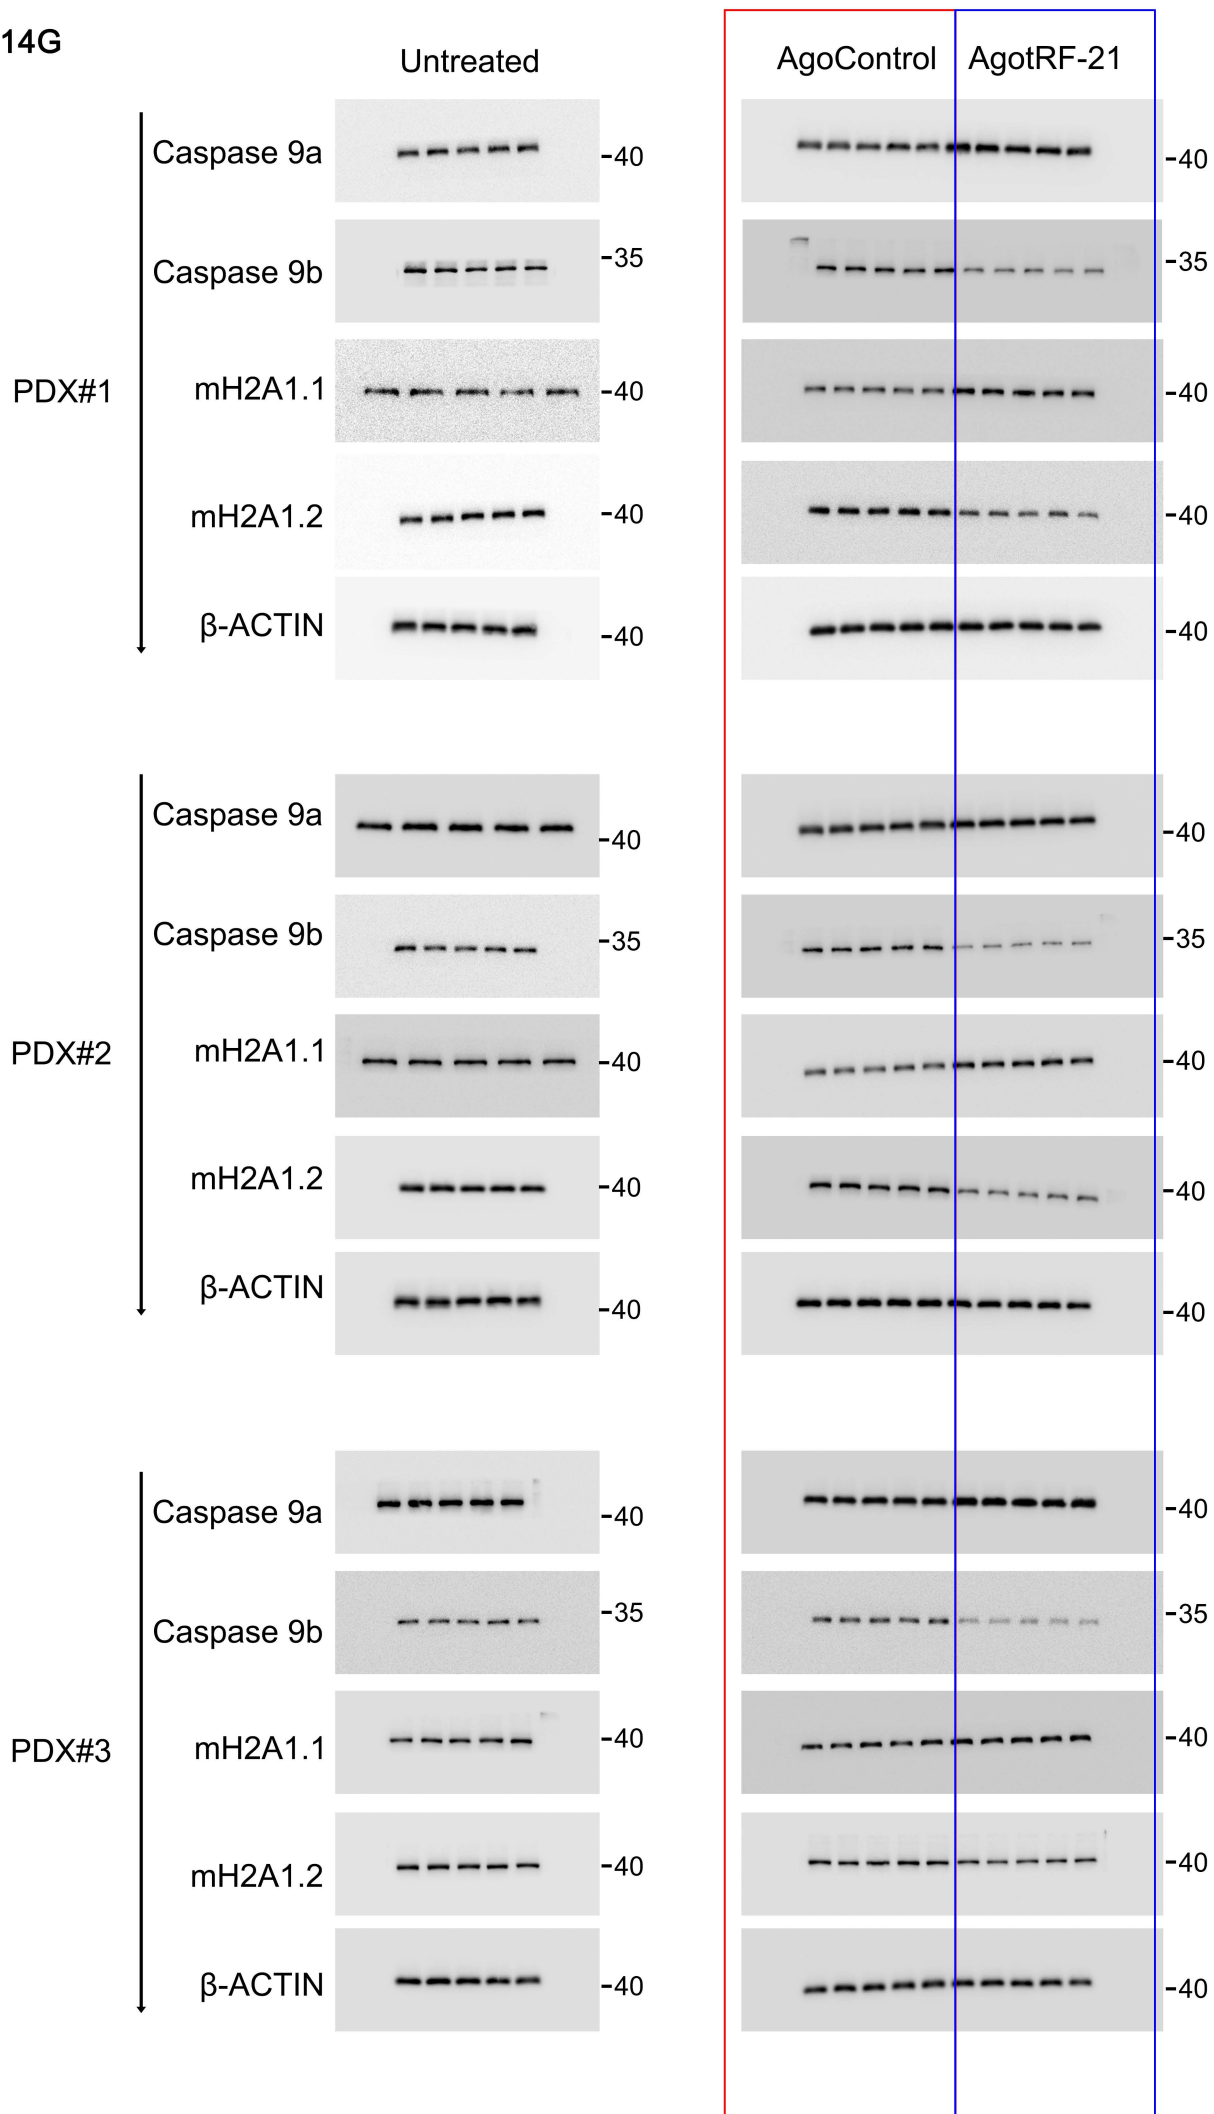 14G
Untreated
AgoControl
AgotRF-21
PDX#1
Caspase 9a
-40
-40
Caspase 9b
-35
-35
mH2A1.1
-40
-40
mH2A1.2
-40
-40
β-ACTIN
-40
-40
PDX#2
Caspase 9a
-40
-40
Caspase 9b
-35
-35
mH2A1.1
-40
-40
mH2A1.2
-40
-40
β-ACTIN
-40
-40
PDX#3
Caspase 9a
-40
-40
Caspase 9b
-35
-35
mH2A1.1
-40
-40
mH2A1.2
-40
-40
β-ACTIN
-40
-40